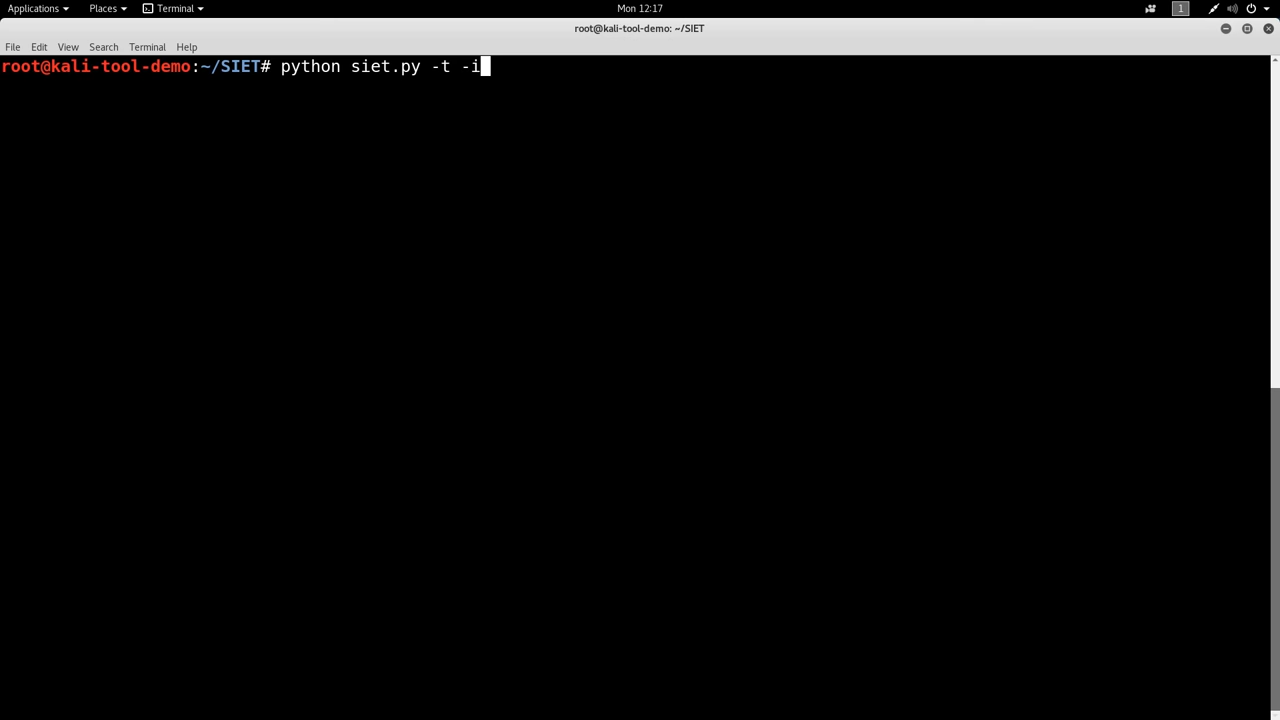 Applications Places Terminal Mon 12:17 1
root@kali-tool-demo: ~/SIET
File Edit View Search Terminal Help
root@kali-tool-demo:~/SIET# python siet.py -t -i